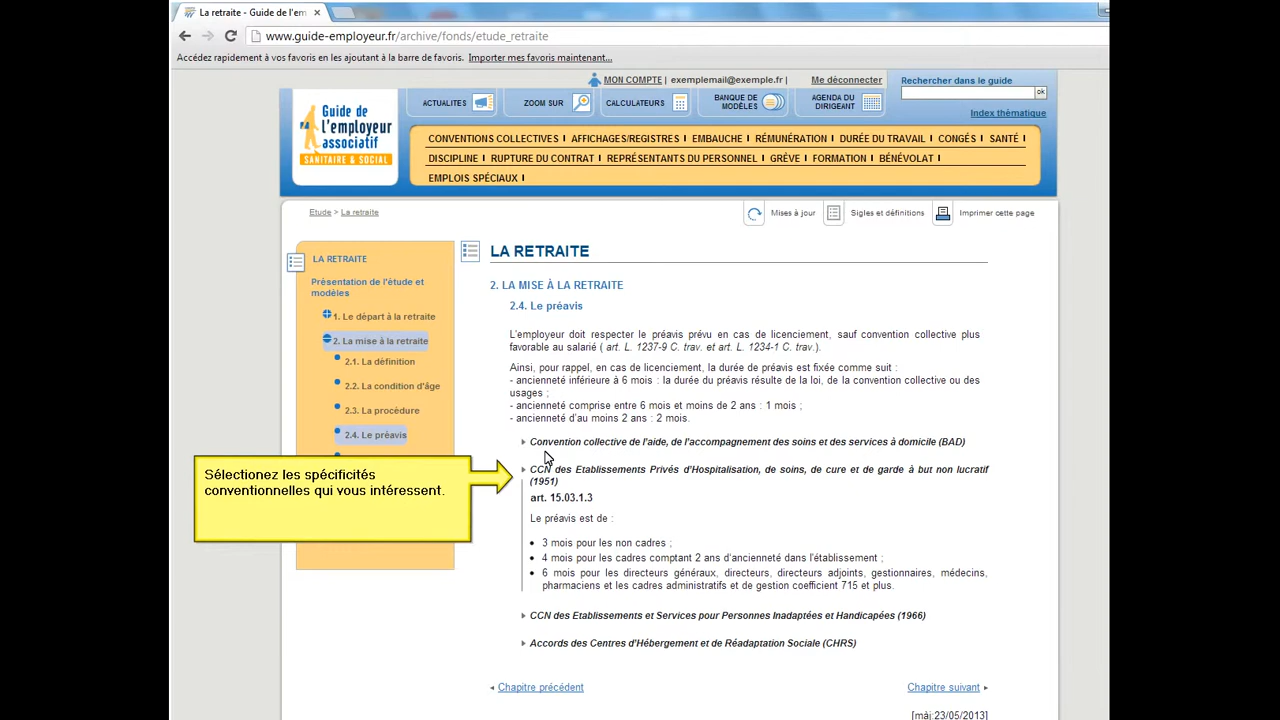 La retraite - Guide de l'em
www.guide-employeur.fr/archive/fonds/etude_retraite
Accédez rapidement à vos favoris en les ajoutant à la barre de favoris. Importer mes favoris maintenant...
MON COMPTE | exemplemail@exemple.fr | Me déconnecter
Rechercher dans le guide
ok
Index thématique
ACTUALITES
ZOOM SUR
CALCULATEURS
BANQUE DE
MODÈLES
AGENDA DU
DIRIGEANT
Guide de
l'employeur
associatif
SANITAIRE & SOCIAL
CONVENTIONS COLLECTIVES I AFFICHAGES/REGISTRES I EMBAUCHE I RÉMUNÉRATION I DURÉE DU TRAVAIL I CONGÉS I SANTÉ I
DISCIPLINE I RUPTURE DU CONTRAT I REPRÉSENTANTS DU PERSONNEL I GRÈVE I FORMATION I BÉNÉVOLAT I
EMPLOIS SPÉCIAUX I
Etude > La retraite
Mises à jour
Sigles et définitions
Imprimer cette page
LA RETRAITE
Présentation de l'étude et
modèles
1. Le départ à la retraite
2. La mise à la retraite
2.1. La définition
2.2. La condition d'âge
2.3. La procédure
2.4. Le préavis
Sélectionez les spécificités
conventionnelles qui vous intéressent.
LA RETRAITE
2. LA MISE À LA RETRAITE
2.4. Le préavis
L'employeur doit respecter le préavis prévu en cas de licenciement, sauf convention collective plus
favorable au salarié ( art. L. 1237-9 C. trav. et art. L. 1234-1 C. trav.).
Ainsi, pour rappel, en cas de licenciement, la durée de préavis est fixée comme suit :
- ancienneté inférieure à 6 mois : la durée du préavis résulte de la loi, de la convention collective ou des
usages ;
- ancienneté comprise entre 6 mois et moins de 2 ans : 1 mois ;
- ancienneté d'au moins 2 ans : 2 mois.
Convention collective de l'aide, de l'accompagnement des soins et des services à domicile (BAD)
CCN des Etablissements Privés d'Hospitalisation, de soins, de cure et de garde à but non lucratif
(1951)
art. 15.03.1.3
Le préavis est de :
• 3 mois pour les non cadres ;
• 4 mois pour les cadres comptant 2 ans d'ancienneté dans l'établissement ;
• 6 mois pour les directeurs généraux, directeurs, directeurs adjoints, gestionnaires, médecins,
pharmaciens et les cadres administratifs et de gestion coefficient 715 et plus.
CCN des Etablissements et Services pour Personnes Inadaptées et Handicapées (1966)
Accords des Centres d'Hébergement et de Réadaptation Sociale (CHRS)
Chapitre précédent
Chapitre suivant
[màj:23/05/2013]